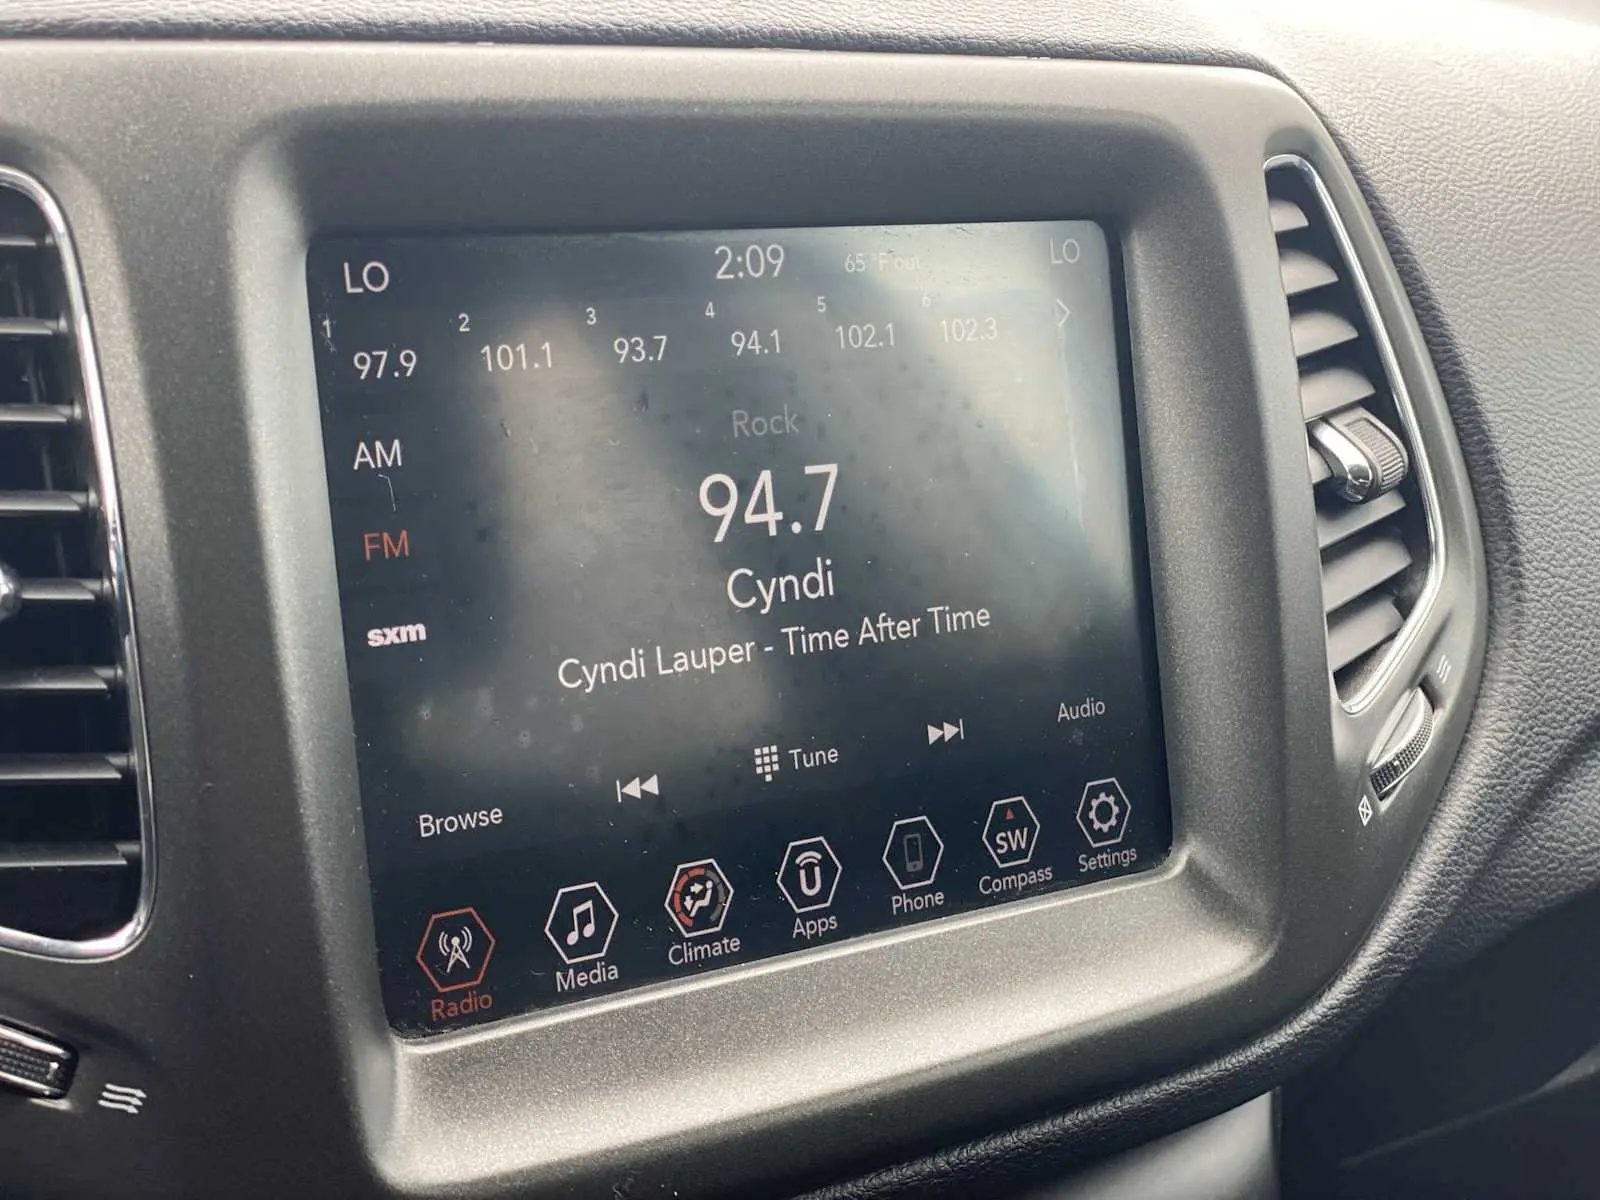 LO 2:09 65 °F out LO
1 2 3 4 5 6
97.9 101.1 93.7 94.1 102.1 102.3
Rock
AM
94.7
FM
Cyndi
sxm
Cyndi Lauper - Time After Time
Browse Tune Audio
SW
Radio Media Climate Apps Phone Compass Settings